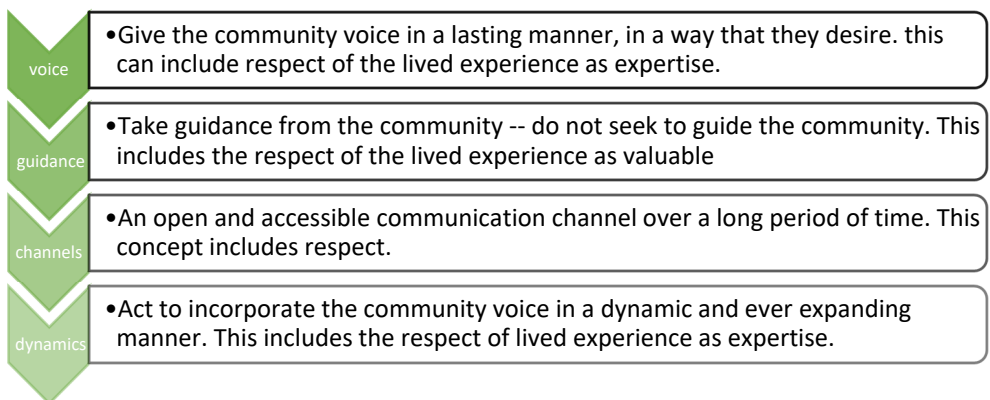 voice
•Give the community voice in a lasting manner, in a way that they desire. this
can include respect of the lived experience as expertise.
guidance
•Take guidance from the community -- do not seek to guide the community. This
includes the respect of the lived experience as valuable
channels
•An open and accessible communication channel over a long period of time. This
concept includes respect.
dynamics
•Act to incorporate the community voice in a dynamic and ever expanding
manner. This includes the respect of lived experience as expertise.